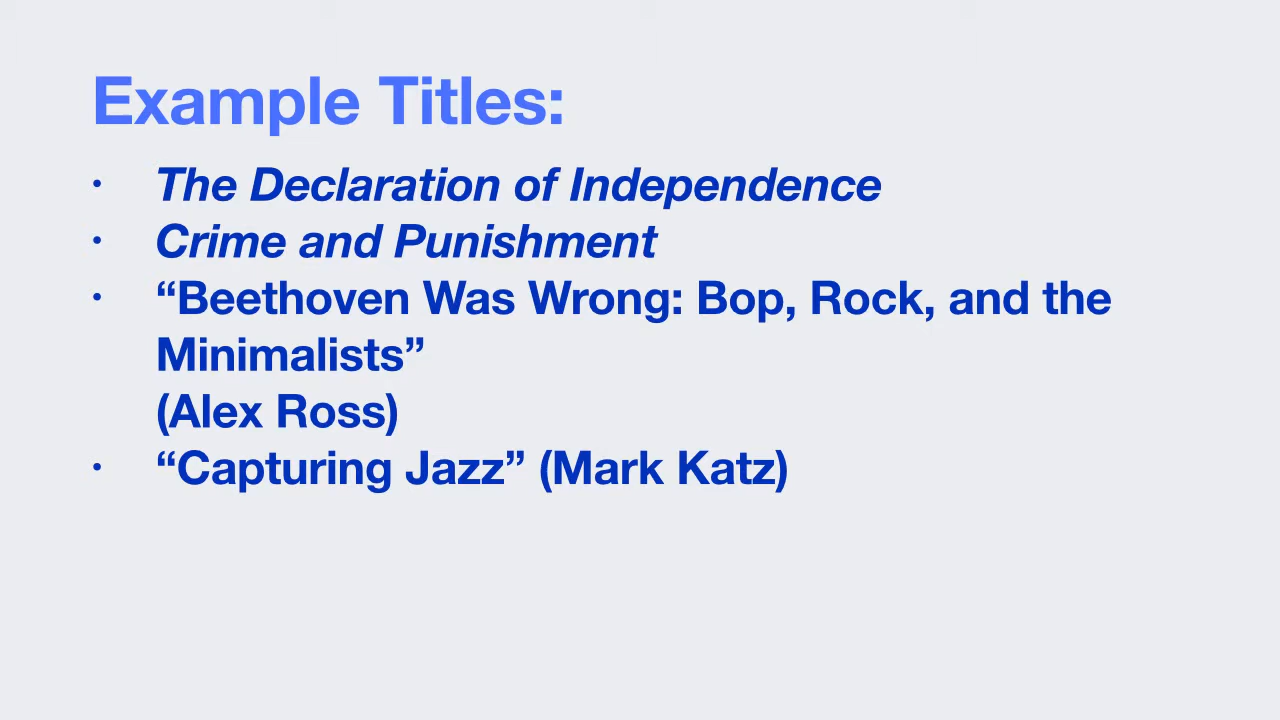 Example Titles:
• The Declaration of Independence
• Crime and Punishment
• “Beethoven Was Wrong: Bop, Rock, and the
Minimalists”
(Alex Ross)
• “Capturing Jazz” (Mark Katz)